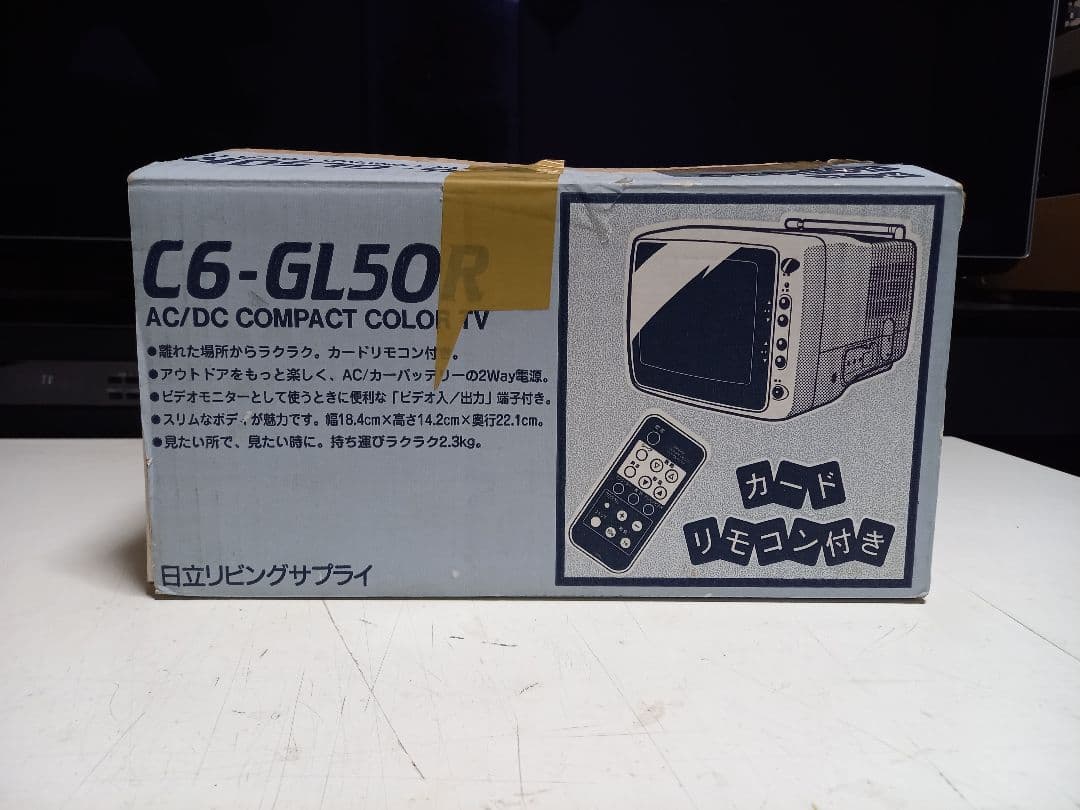 C6-GL50R
AC/DC COMPACT COLOR TV
●離れた場所からラクラク。カードリモコン付き。
●アウトドアをもっと楽しく、AC/カーバッテリーの2Way電源。
●ビデオモニターとして使うときに便利な「ビデオ入/出力」端子付き。
●スリムなボディが魅力です。幅18.4cm×高さ14.2cm×奥行22.1cm。
●見たい所で、見たい時に。持ち運びラクラク2.3kg。
日立リビングサプライ
カード
リモコン付き